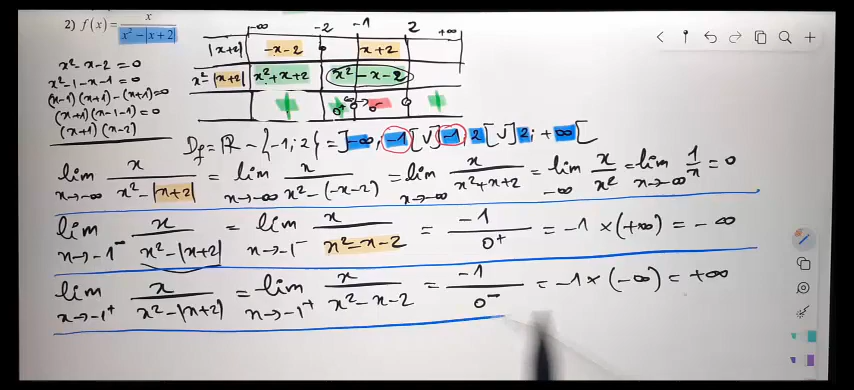 2) f(x) = x / (x² - |x+2|)
-∞ -2 -1 2 +∞
|x+2| -x-2 x+2
x²-|x+2| x²+x+2 x²-x-2
+ 0⁺ 0 0⁻ +
x²-x-2=0
x²-1-x-1=0
(x-1)(x+1)-(x+1)=0
(x+1)(x-1-1)=0
(x+1)(x-2)
Df = R - {-1; 2} = ]-∞; -1[ U ]-1; 2[ U ]2; +∞[
lim x→-∞ x / (x²-|x+2|) = lim x→-∞ x / (x²-(-x-2)) = lim x→-∞ x / (x²+x+2) = lim -∞ x / x² = lim x→-∞ 1/x = 0
lim x→-1⁻ x / (x²-|x+2|) = lim x→-1⁻ x / (x²-x-2) = -1 / 0⁺ = -1×(+∞) = -∞
lim x→-1⁺ x / (x²-|x+2|) = lim x→-1⁺ x / (x²-x-2) = -1 / 0⁻ = -1×(-∞) = +∞